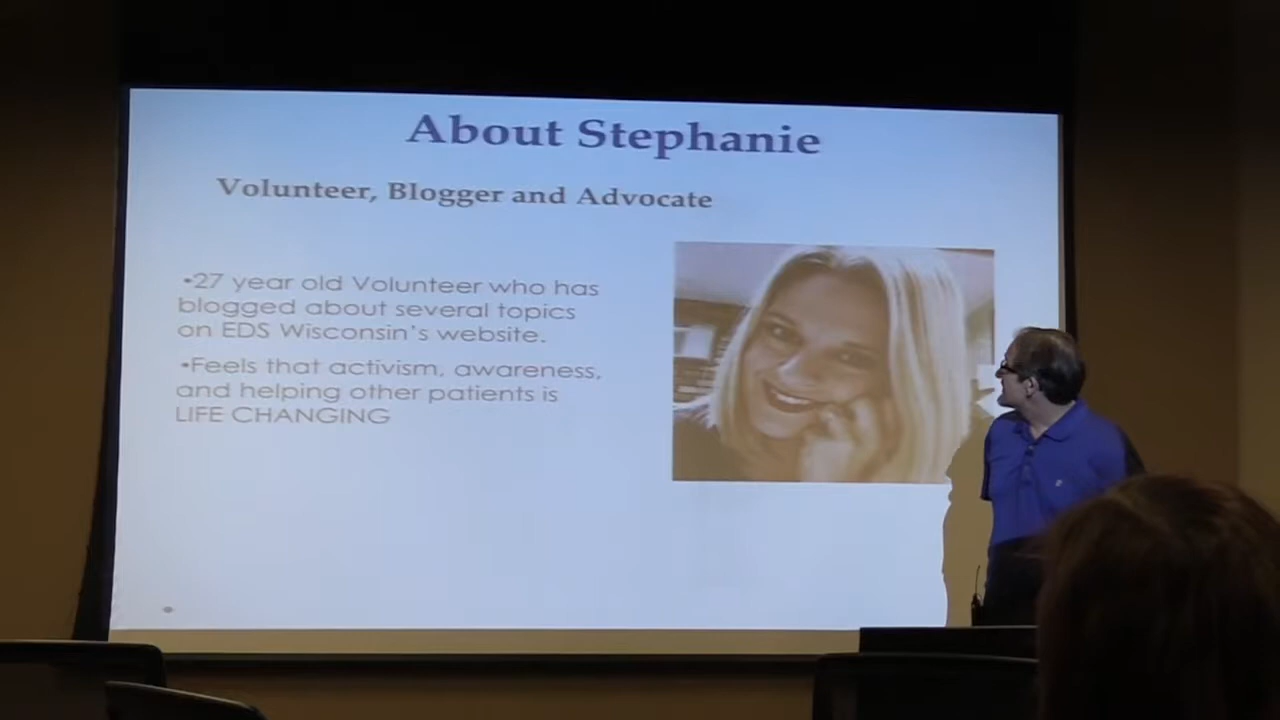 About Stephanie
Volunteer, Blogger and Advocate
•27 year old Volunteer who has
blogged about several topics
on EDS Wisconsin's website.
•Feels that activism, awareness,
and helping other patients is
LIFE CHANGING